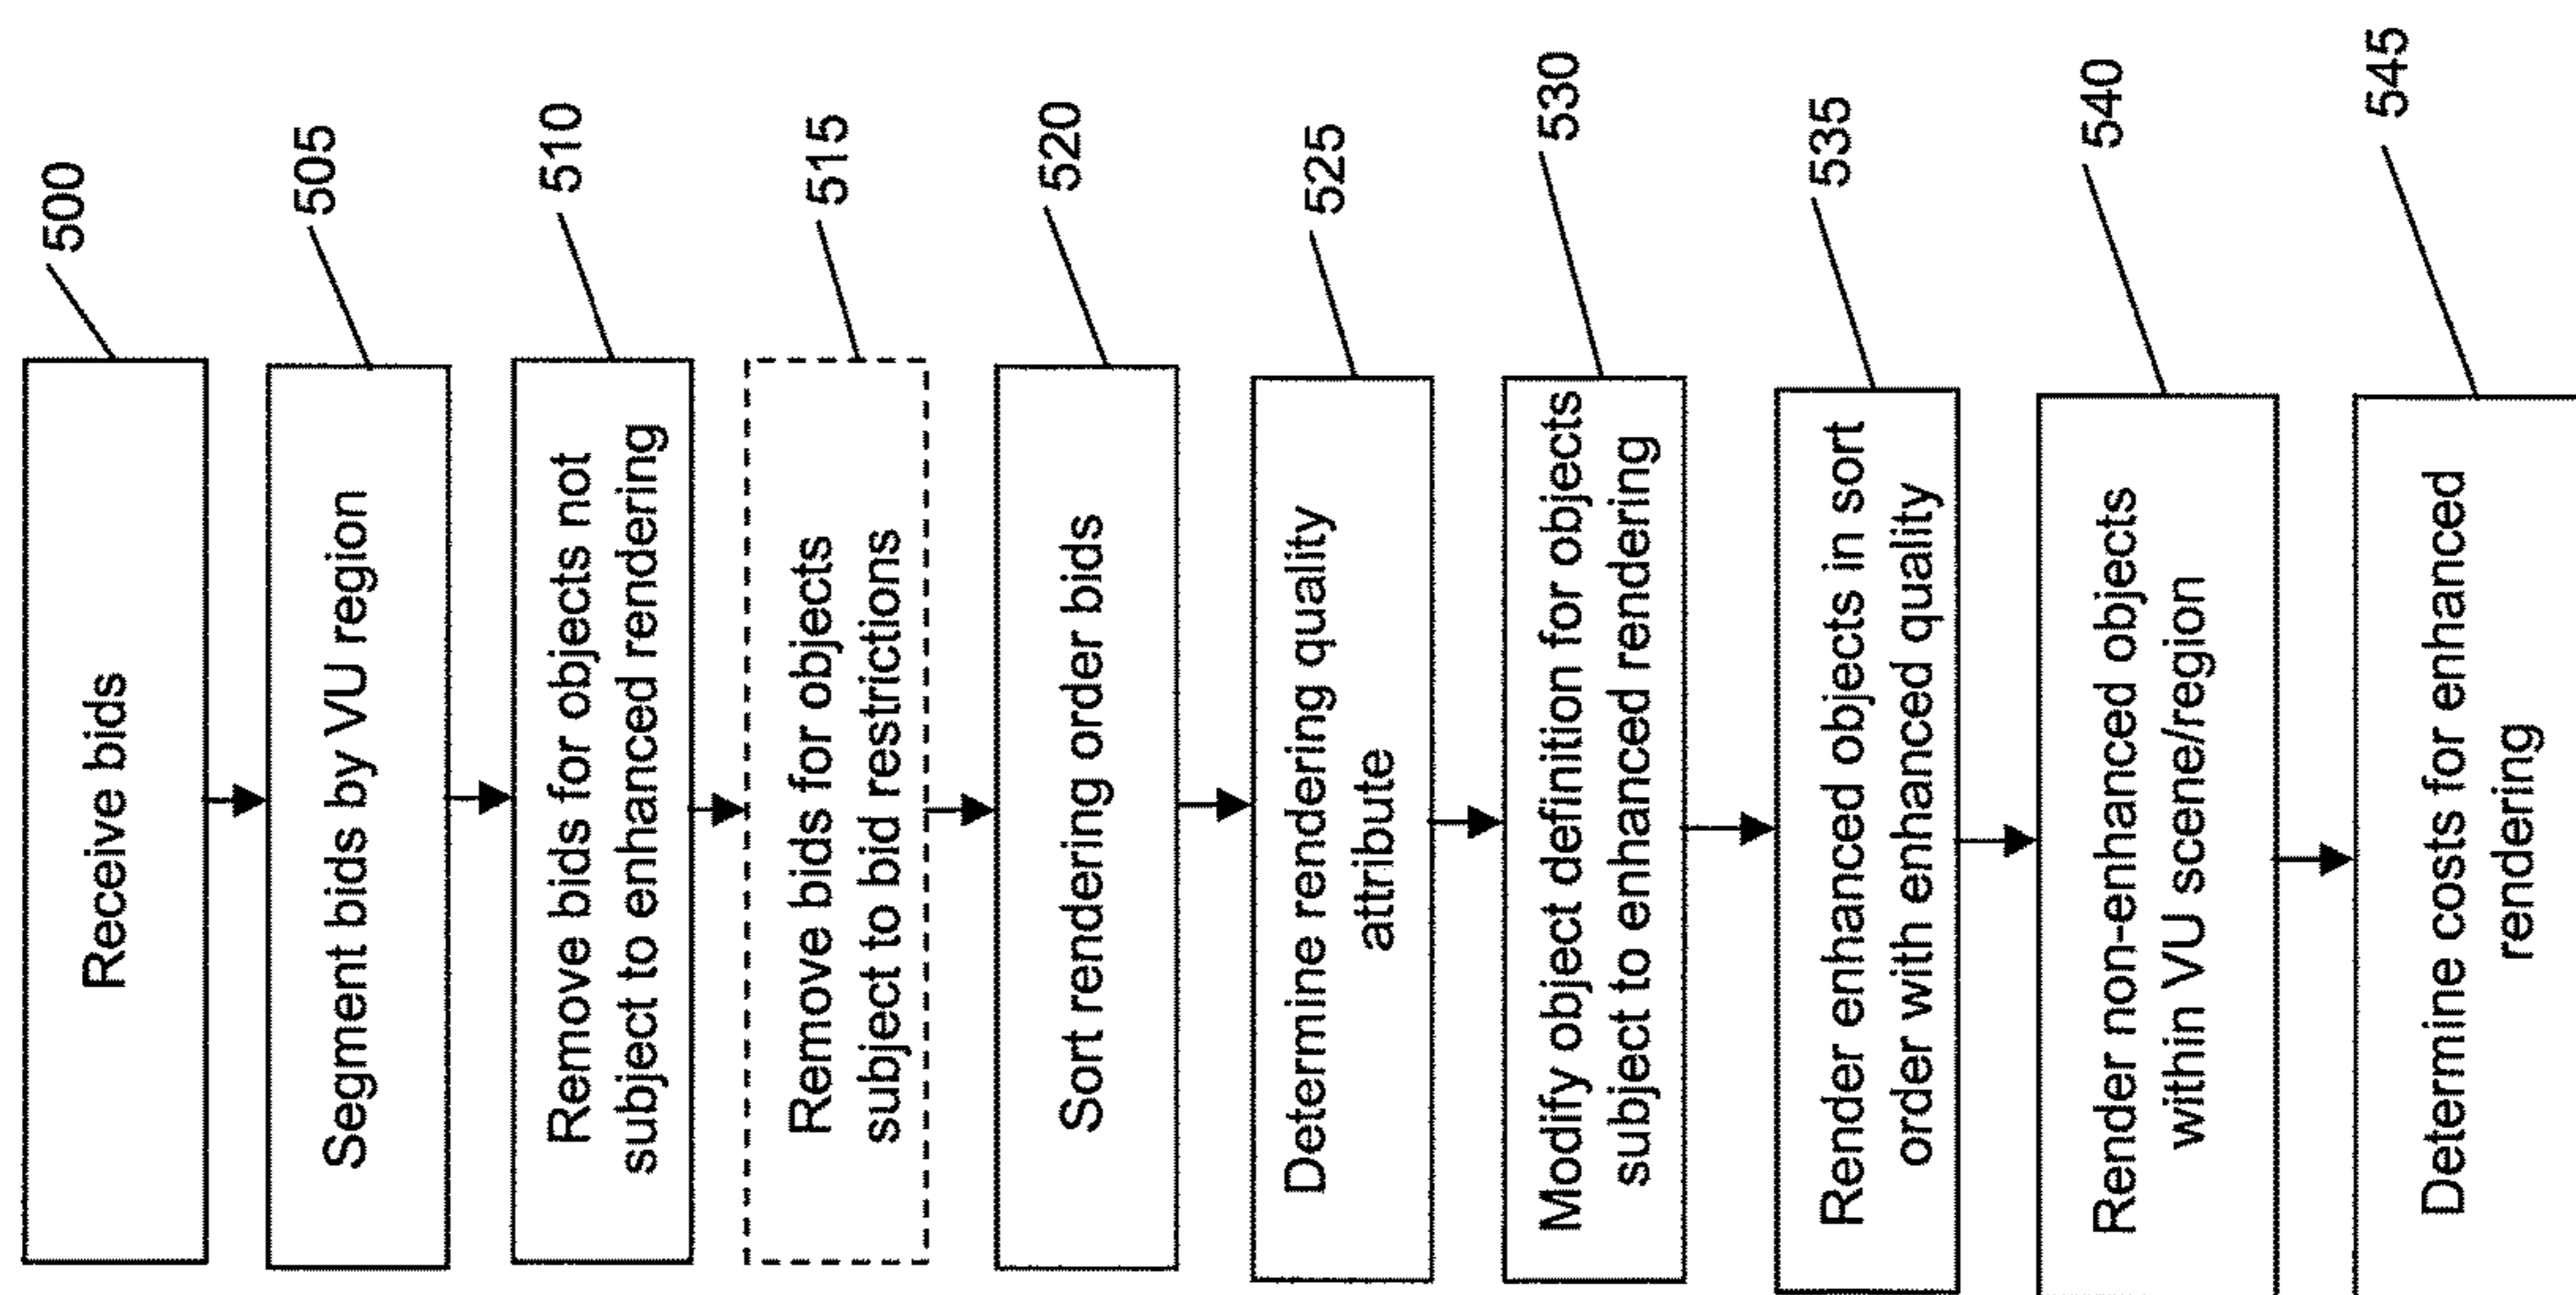 500
Receive bids
505
Segment bids by VU region
510
Remove bids for objects not
subject to enhanced rendering
515
Remove bids for objects
subject to bid restrictions
520
Sort rendering order bids
525
Determine rendering quality
attribute
530
Modify object definition for objects
subject to enhanced rendering
535
Render enhanced objects in sort
order with enhanced quality
540
Render non-enhanced objects
within VU scene/region
545
Determine costs for enhanced
rendering